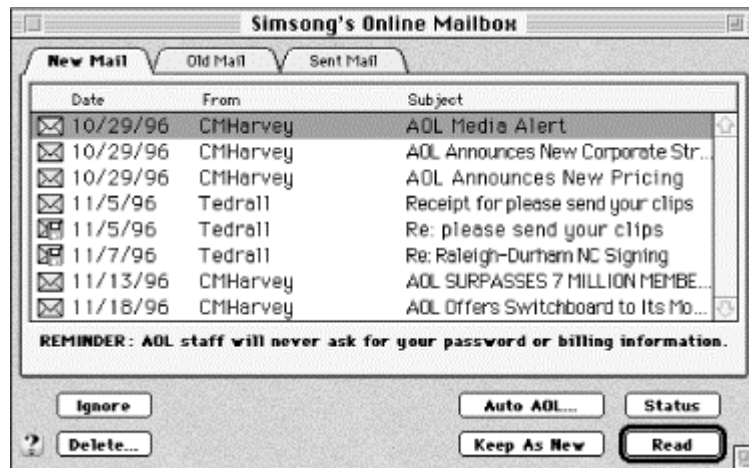 Simsong's Online Mailbox
New Mail Old Mail Sent Mail
Date From Subject
10/29/96 CMHarvey AOL Media Alert
10/29/96 CMHarvey AOL Announces New Corporate Str...
10/29/96 CMHarvey AOL Announces New Pricing
11/5/96 Tedrall Receipt for please send your clips
11/5/96 Tedrall Re: please send your clips
11/7/96 Tedrall Re: Raleigh-Durham NC Signing
11/13/96 CMHarvey AOL SURPASSES 7 MILLION MEMBE...
11/18/96 CMHarvey AOL Offers Switchboard to Its Mo...
REMINDER: AOL staff will never ask for your password or billing information.
Ignore Auto AOL... Status
? Delete... Keep As New Read